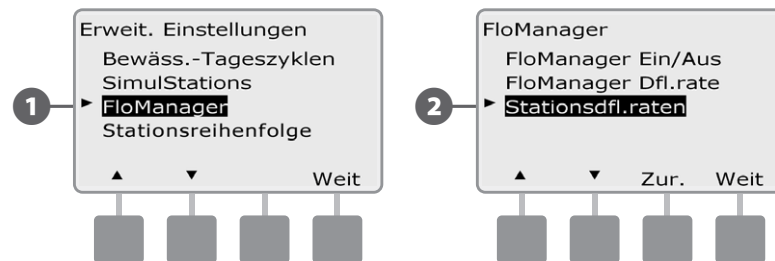 Erweit. Einstellungen
Bewäss.-Tageszyklen
SimulStations
1
► FloManager
Stationsreihenfolge
▲ ▼ Weit
FloManager
FloManager Ein/Aus
FloManager Dfl.rate
2
► Stationsdfl.raten
▲ ▼ Zur. Weit